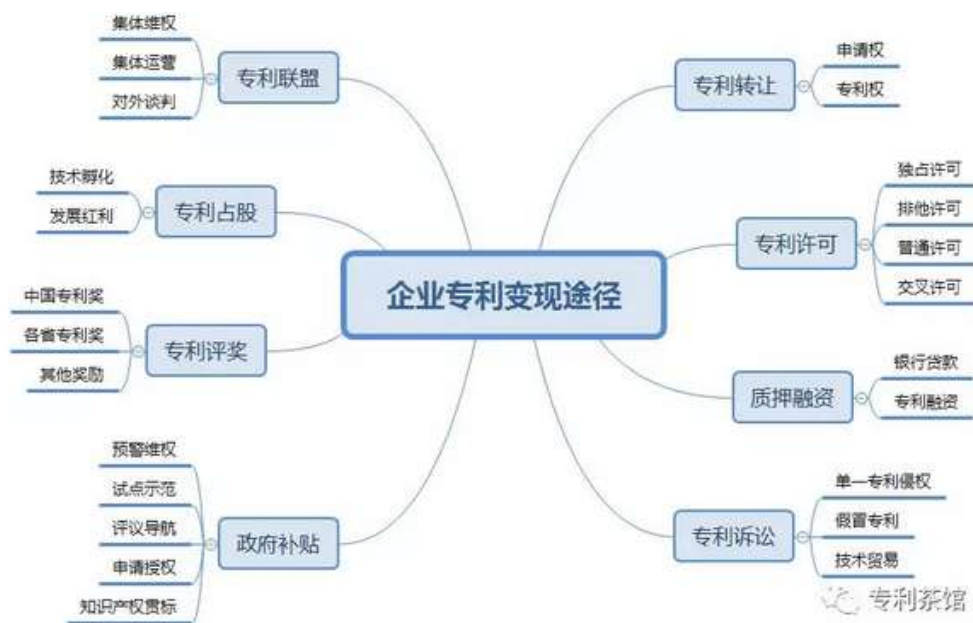 企业专利变现途径
专利联盟
集体维权
集体运营
对外谈判
专利占股
技术孵化
发展红利
专利评奖
中国专利奖
各省专利奖
其他奖励
政府补贴
预警维权
试点示范
评议导航
申请授权
知识产权贯标
专利转让
申请权
专利权
专利许可
独占许可
排他许可
普通许可
交叉许可
质押融资
银行贷款
专利融资
专利诉讼
单一专利侵权
假冒专利
技术贸易
专利茶馆